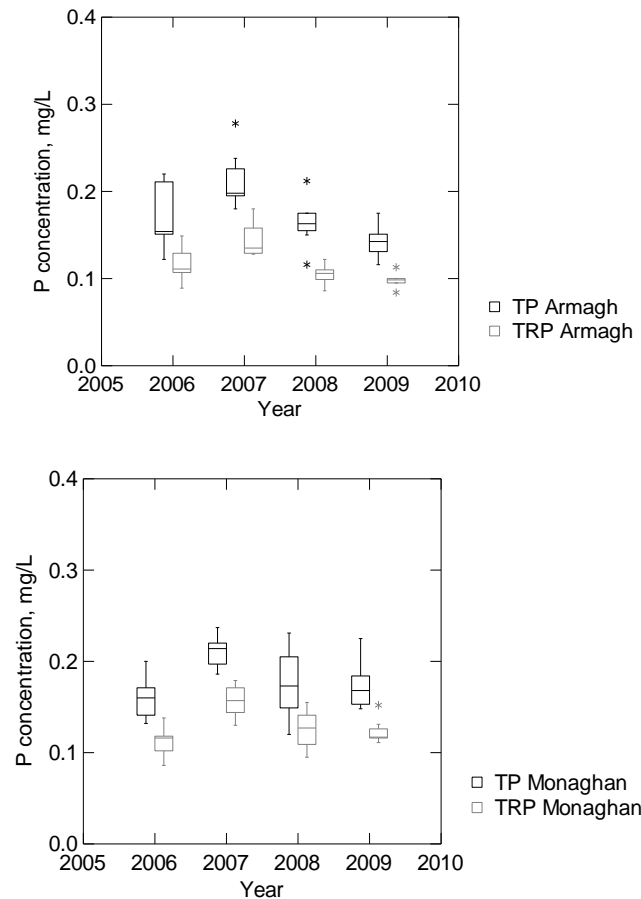 0.4
0.3
0.2
0.1
0.0
P concentration, mg/L
2005 2006 2007 2008 2009 2010
Year
TP Armagh
TRP Armagh
0.4
0.3
0.2
0.1
0.0
P concentration, mg/L
2005 2006 2007 2008 2009 2010
Year
TP Monaghan
TRP Monaghan